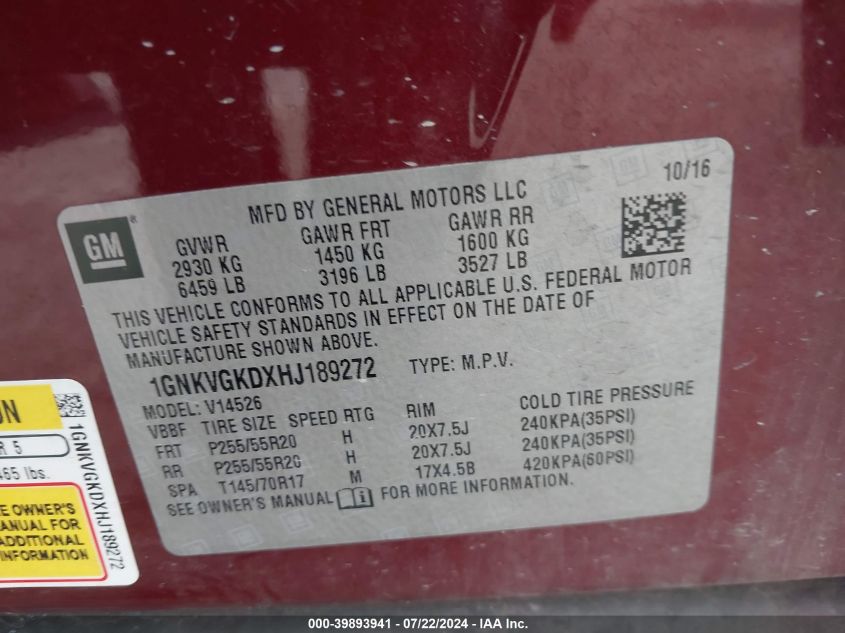 10/16
MFD BY GENERAL MOTORS LLC
GM ®
GVWR GAWR FRT GAWR RR
2930 KG 1450 KG 1600 KG
6459 LB 3196 LB 3527 LB
THIS VEHICLE CONFORMS TO ALL APPLICABLE U.S. FEDERAL MOTOR
VEHICLE SAFETY STANDARDS IN EFFECT ON THE DATE OF
MANUFACTURE SHOWN ABOVE.
1GNKVGKDXHJ189272 TYPE: M.P.V.
MODEL: V14526
VBBF TIRE SIZE SPEED RTG RIM COLD TIRE PRESSURE
FRT P255/55R20 H 20X7.5J 240KPA(35PSI)
RR P255/55R20 H 20X7.5J 240KPA(35PSI)
SPA T145/70R17 M 17X4.5B 420KPA(60PSI)
SEE OWNER'S MANUAL FOR MORE INFORMATION.
ON
R 5
465 lbs.
E OWNER'S
ANUAL FOR
ADDITIONAL
INFORMATION
1GNKVGKDXHJ189272
000-39893941 / 07/22/2024 - IAA Inc.